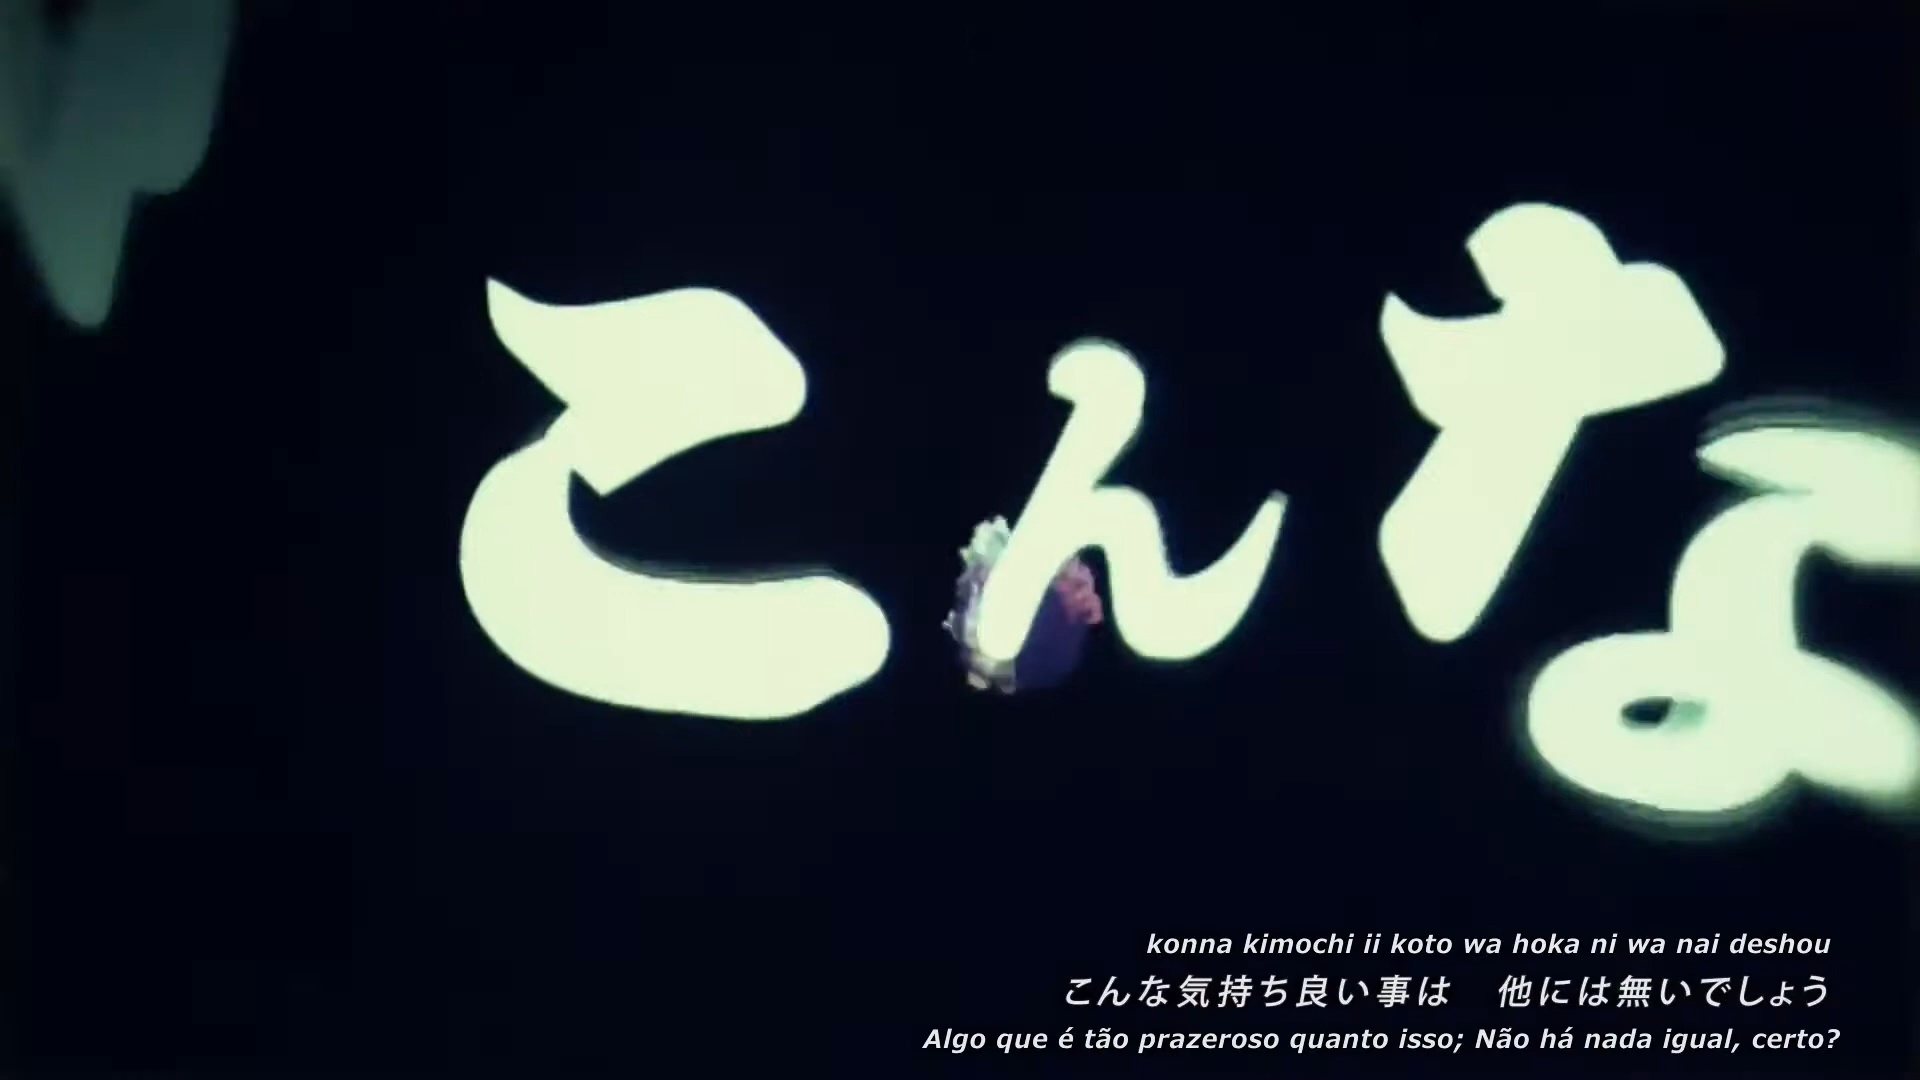 こんな
konna kimochi ii koto wa hoka ni wa nai deshou
こんな気持ち良い事は　他には無いでしょう
Algo que é tão prazeroso quanto isso; Não há nada igual, certo?